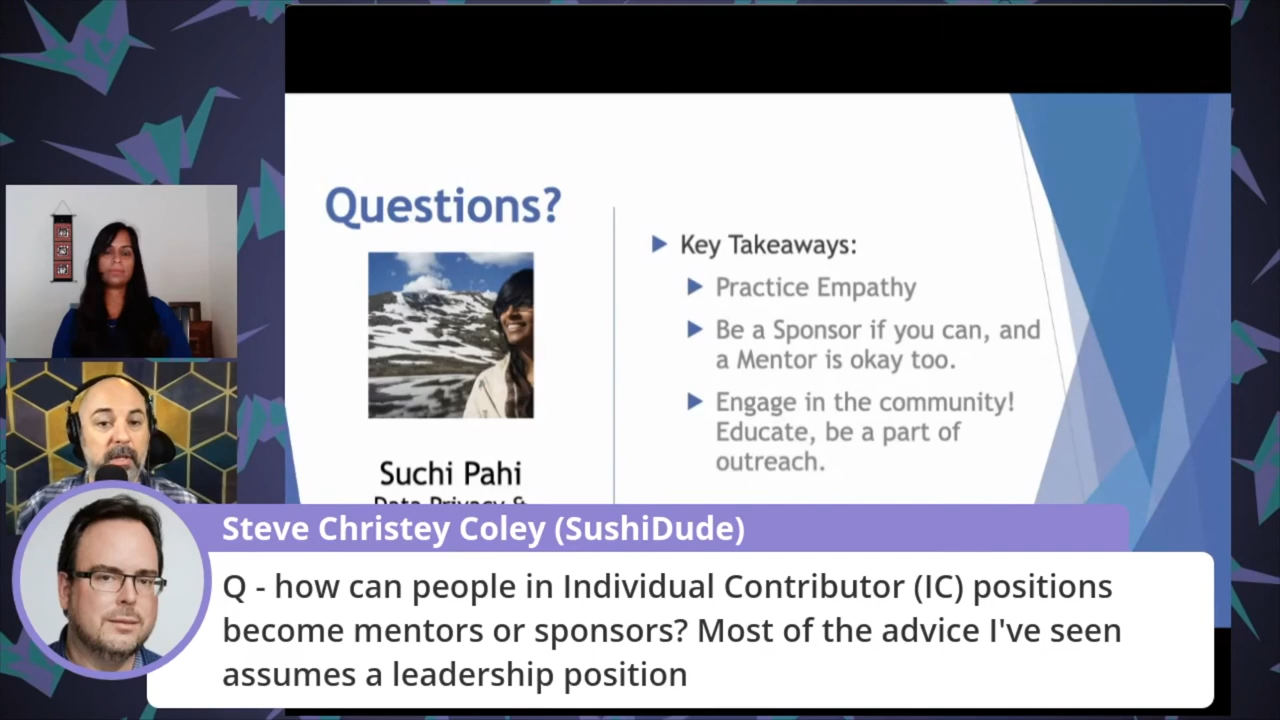 Questions?
Suchi Pahi
Data Privacy &
Key Takeaways:
Practice Empathy
Be a Sponsor if you can, and
a Mentor is okay too.
Engage in the community!
Educate, be a part of
outreach.
Steve Christey Coley (SushiDude)
Q - how can people in Individual Contributor (IC) positions
become mentors or sponsors? Most of the advice I've seen
assumes a leadership position